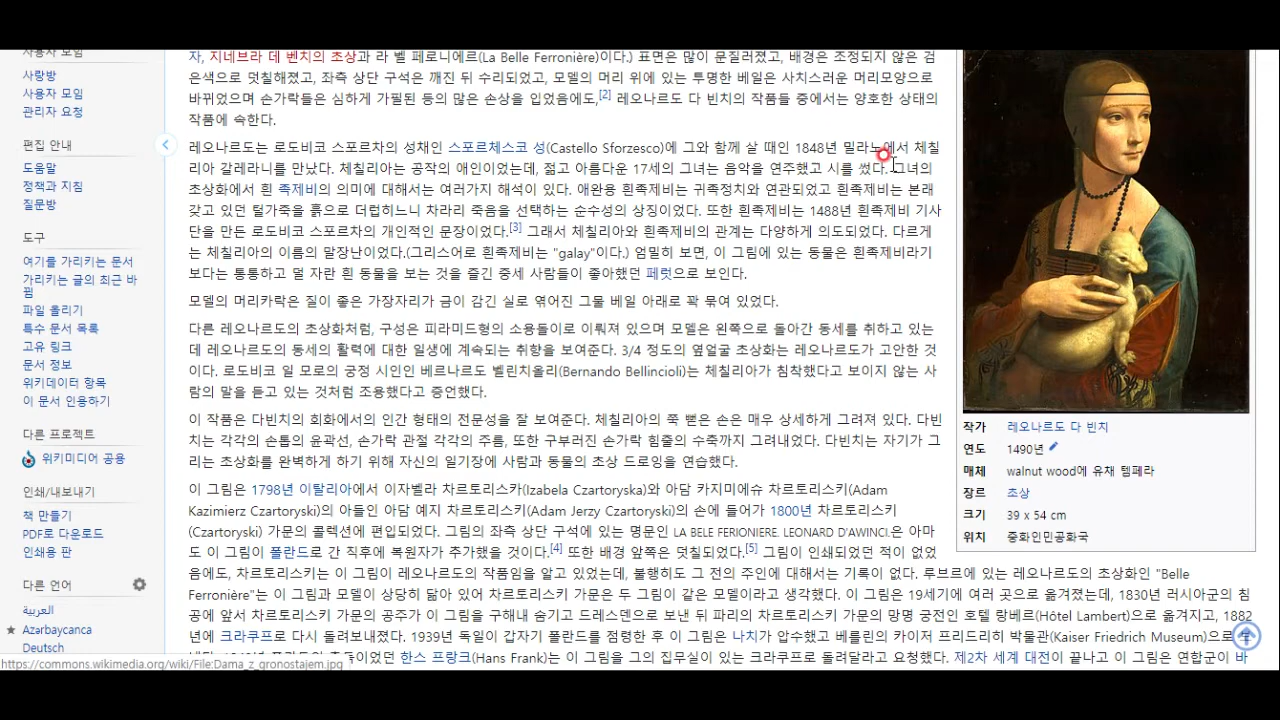 사용자 모임
사랑방
사용자 모임
관리자 요청
편집 안내
도움말
정책과 지침
질문방
도구
여기를 가리키는 문서
가리키는 글의 최근 바
뀜
파일 올리기
특수 문서 목록
고유 링크
문서 정보
위키데이터 항목
이 문서 인용하기
다른 프로젝트
위키미디어 공용
인쇄/내보내기
책 만들기
PDF로 다운로드
인쇄용 판
다른 언어
العربية
Azərbaycanca
Deutsch
https://commons.wikimedia.org/wiki/File:Dama_z_gronostajem.jpg
자, 지네브라 데 벤치의 초상과 라 벨 페로니에르(La Belle Ferronière)이다.) 표면은 많이 문질러졌고, 배경은 조정되지 않은 검
은색으로 덧칠해졌고, 좌측 상단 구석은 깨진 뒤 수리되었고, 모델의 머리 위에 있는 투명한 베일은 사치스러운 머리모양으로
바뀌었으며 손가락들은 심하게 가필된 등의 많은 손상을 입었음에도,[2] 레오나르도 다 빈치의 작품들 중에서는 양호한 상태의
작품에 속한다.
레오나르도는 로도비코 스포르차의 성채인 스포르체스코 성(Castello Sforzesco)에 그와 함께 살 때인 1848년 밀라노에서 체칠
리아 갈레라니를 만났다. 체칠리아는 공작의 애인이었는데, 젊고 아름다운 17세의 그녀는 음악을 연주했고 시를 썼다. 그녀의
초상화에서 흰 족제비의 의미에 대해서는 여러가지 해석이 있다. 애완용 흰족제비는 귀족정치와 연관되었고 흰족제비는 본래
갖고 있던 털가죽을 흙으로 더럽히느니 차라리 죽음을 선택하는 순수성의 상징이었다. 또한 흰족제비는 1488년 흰족제비 기사
단을 만든 로도비코 스포르차의 개인적인 문장이었다.[3] 그래서 체칠리아와 흰족제비의 관계는 다양하게 의도되었다. 다르게
는 체칠리아의 이름의 말장난이었다.(그리스어로 흰족제비는 "galay"이다.) 엄밀히 보면, 이 그림에 있는 동물은 흰족제비라기
보다는 통통하고 털 자란 흰 동물을 보는 것을 즐긴 중세 사람들이 좋아했던 페럿으로 보인다.
모델의 머리카락은 질이 좋은 가장자리가 금이 감긴 실로 엮어진 그물 베일 아래로 꽉 묶여 있었다.
다른 레오나르도의 초상화처럼, 구성은 피라미드형의 소용돌이로 이뤄져 있으며 모델은 왼쪽으로 돌아간 동세를 취하고 있는
데 레오나르도의 동세의 활력에 대한 일생에 계속되는 취향을 보여준다. 3/4 정도의 옆얼굴 초상화는 레오나르도가 고안한 것
이다. 로도비코 일 모로의 궁정 시인인 베르나르도 벨린치올리(Bernando Bellincioli)는 체칠리아가 침착했다고 보이지 않는 사
람의 말을 듣고 있는 것처럼 조용했다고 증언했다.
이 작품은 다빈치의 회화에서의 인간 형태의 전문성을 잘 보여준다. 체칠리아의 쭉 뻗은 손은 매우 상세하게 그려져 있다. 다빈
치는 각각의 손톱의 윤곽선, 손가락 관절 각각의 주름, 또한 구부러진 손가락 힘줄의 수축까지 그려내었다. 다빈치는 자기가 그
리는 초상화를 완벽하게 하기 위해 자신의 일기장에 사람과 동물의 초상 드로잉을 연습했다.
이 그림은 1798년 이탈리아에서 이자벨라 차르토리스카(Izabela Czartoryska)와 아담 카지미에슈 차르토리스키(Adam
Kazimierz Czartoryski)의 아들인 아담 예지 차르토리스키(Adam Jerzy Czartoryski)의 손에 들어가 1800년 차르토리스키
(Czartoryski) 가문의 콜렉션에 편입되었다. 그림의 좌측 상단 구석에 있는 명문인 LA BELE FERIONIERE. LEONARD D'AWINCI.은 아마
도 이 그림이 폴란드로 간 직후에 복원자가 추가했을 것이다.[4] 또한 배경 앞쪽은 덧칠되었다.[5] 그림이 인쇄되었던 적이 없었
음에도, 차르토리스키는 이 그림이 레오나르도의 작품임을 알고 있었는데, 불행히도 그 전의 주인에 대해서는 기록이 없다. 루브르에 있는 레오나르도의 초상화인 "Belle
Ferronière"는 이 그림과 모델이 상당히 닮아 있어 차르토리스키 가문은 두 그림이 같은 모델이라고 생각했다. 이 그림은 19세기에 여러 곳으로 옮겨졌는데, 1830년 러시아군의 침
공에 앞서 차르토리스키 가문의 공주가 이 그림을 구해내 숨기고 드레스덴으로 보낸 뒤 파리의 차르토리스키 가문의 망명 궁전인 호텔 랑베르(Hôtel Lambert)으로 옮겨지고, 1882
년에 크라쿠프로 다시 돌려보내졌다. 1939년 독일이 갑자기 폴란드를 점령한 후 이 그림은 나치가 압수했고 베를린의 카이저 프리드리히 박물관(Kaiser Friedrich Museum)으로
한스 프랑크(Hans Frank)는 이 그림을 그의 집무실이 있는 크라쿠프로 돌려달라고 요청했다. 제2차 세계 대전이 끝나고 이 그림은 연합군이 바
작가 레오나르도 다 빈치
연도 1490년
매체 walnut wood에 유채 템페라
장르 초상
크기 39 x 54 cm
위치 중화인민공화국